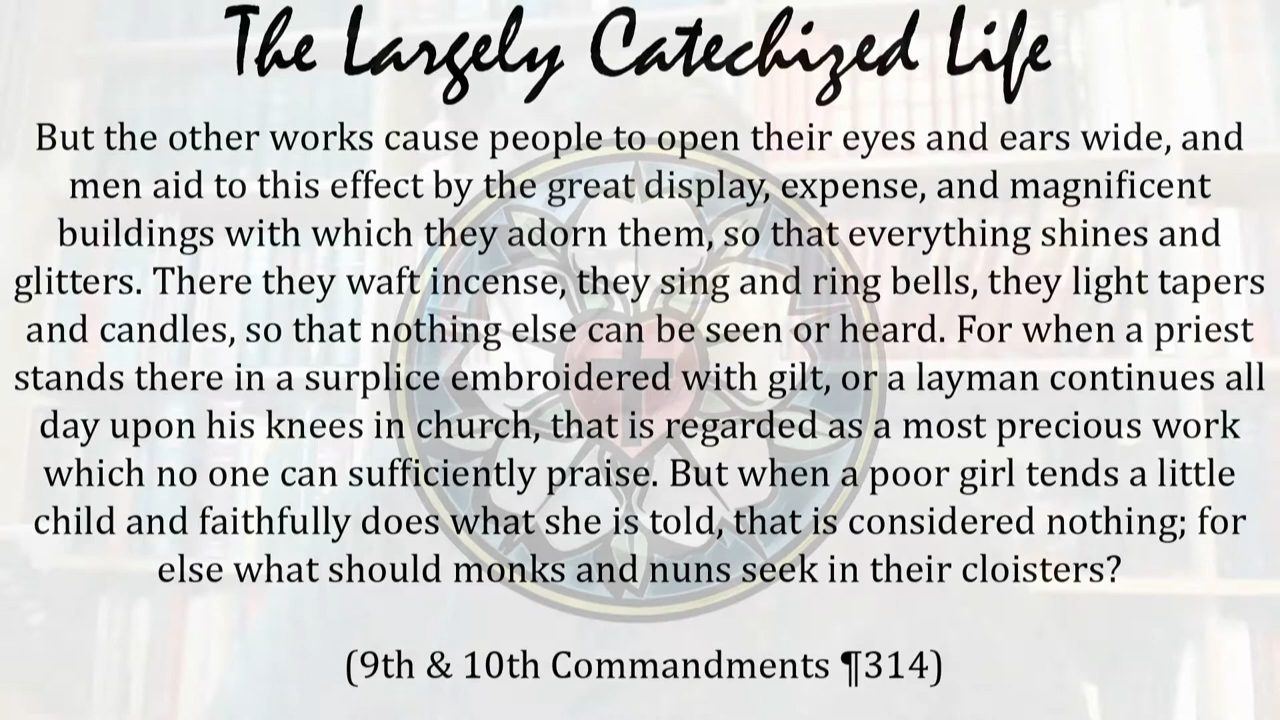 The Largely Catechized Life
But the other works cause people to open their eyes and ears wide, and
men aid to this effect by the great display, expense, and magnificent
buildings with which they adorn them, so that everything shines and
glitters. There they waft incense, they sing and ring bells, they light tapers
and candles, so that nothing else can be seen or heard. For when a priest
stands there in a surplice embroidered with gilt, or a layman continues all
day upon his knees in church, that is regarded as a most precious work
which no one can sufficiently praise. But when a poor girl tends a little
child and faithfully does what she is told, that is considered nothing; for
else what should monks and nuns seek in their cloisters?
(9th & 10th Commandments ¶314)